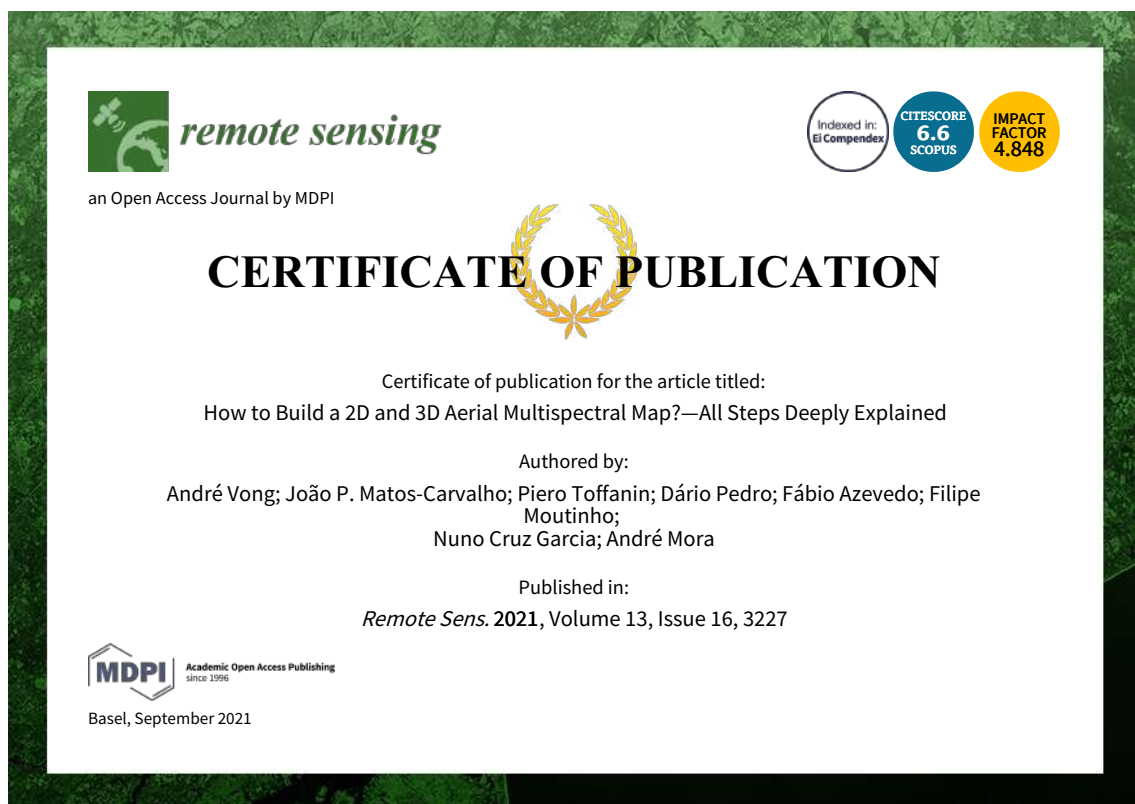 remote sensing
Indexed in:
Ei Compendex
CITESCORE
6.6
SCOPUS
IMPACT
FACTOR
4.848
an Open Access Journal by MDPI
CERTIFICATE OF PUBLICATION
Certificate of publication for the article titled:
How to Build a 2D and 3D Aerial Multispectral Map?—All Steps Deeply Explained
Authored by:
André Vong; João P. Matos-Carvalho; Piero Toffanin; Dário Pedro; Fábio Azevedo; Filipe
Moutinho;
Nuno Cruz Garcia; André Mora
Published in:
Remote Sens. 2021, Volume 13, Issue 16, 3227
MDPI
Academic Open Access Publishing
since 1996
Basel, September 2021